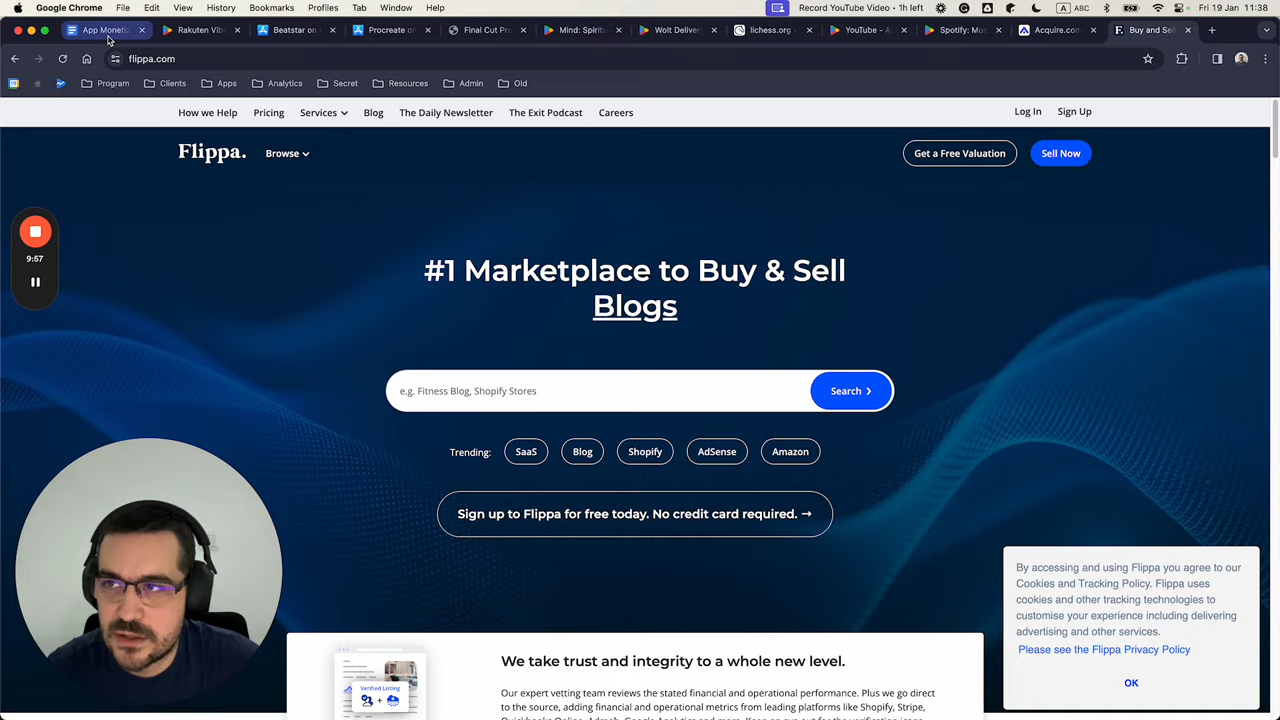 Google Chrome File Edit View History Bookmarks Profiles Tab Window Help Record YouTube Video • 1h left A ABC Fri 19 Jan 11:38
App Moneti Rakuten Vib Beatstar on Procreate on Final Cut Pro Mind: Spiritu Wolt Deliver lichess.org YouTube - A Spotify: Mus Acquire.com Buy and Sel
flippa.com
Program Clients Apps Analytics Secret Resources Admin Old
How we Help Pricing Services Blog The Daily Newsletter The Exit Podcast Careers Log In Sign Up
Flippa. Browse Get a Free Valuation Sell Now
9:57
#1 Marketplace to Buy & Sell
Blogs
e.g. Fitness Blog, Shopify Stores Search
Trending: SaaS Blog Shopify AdSense Amazon
Sign up to Flippa for free today. No credit card required. →
By accessing and using Flippa you agree to our
Cookies and Tracking Policy. Flippa uses
cookies and other tracking technologies to
customise your experience including delivering
advertising and other services.
Please see the Flippa Privacy Policy
OK
We take trust and integrity to a whole new level.
Verified Listing
Our expert vetting team reviews the stated financial and operational performance. Plus we go direct
to the source, adding financial and operational metrics from leading platforms like Shopify, Stripe,